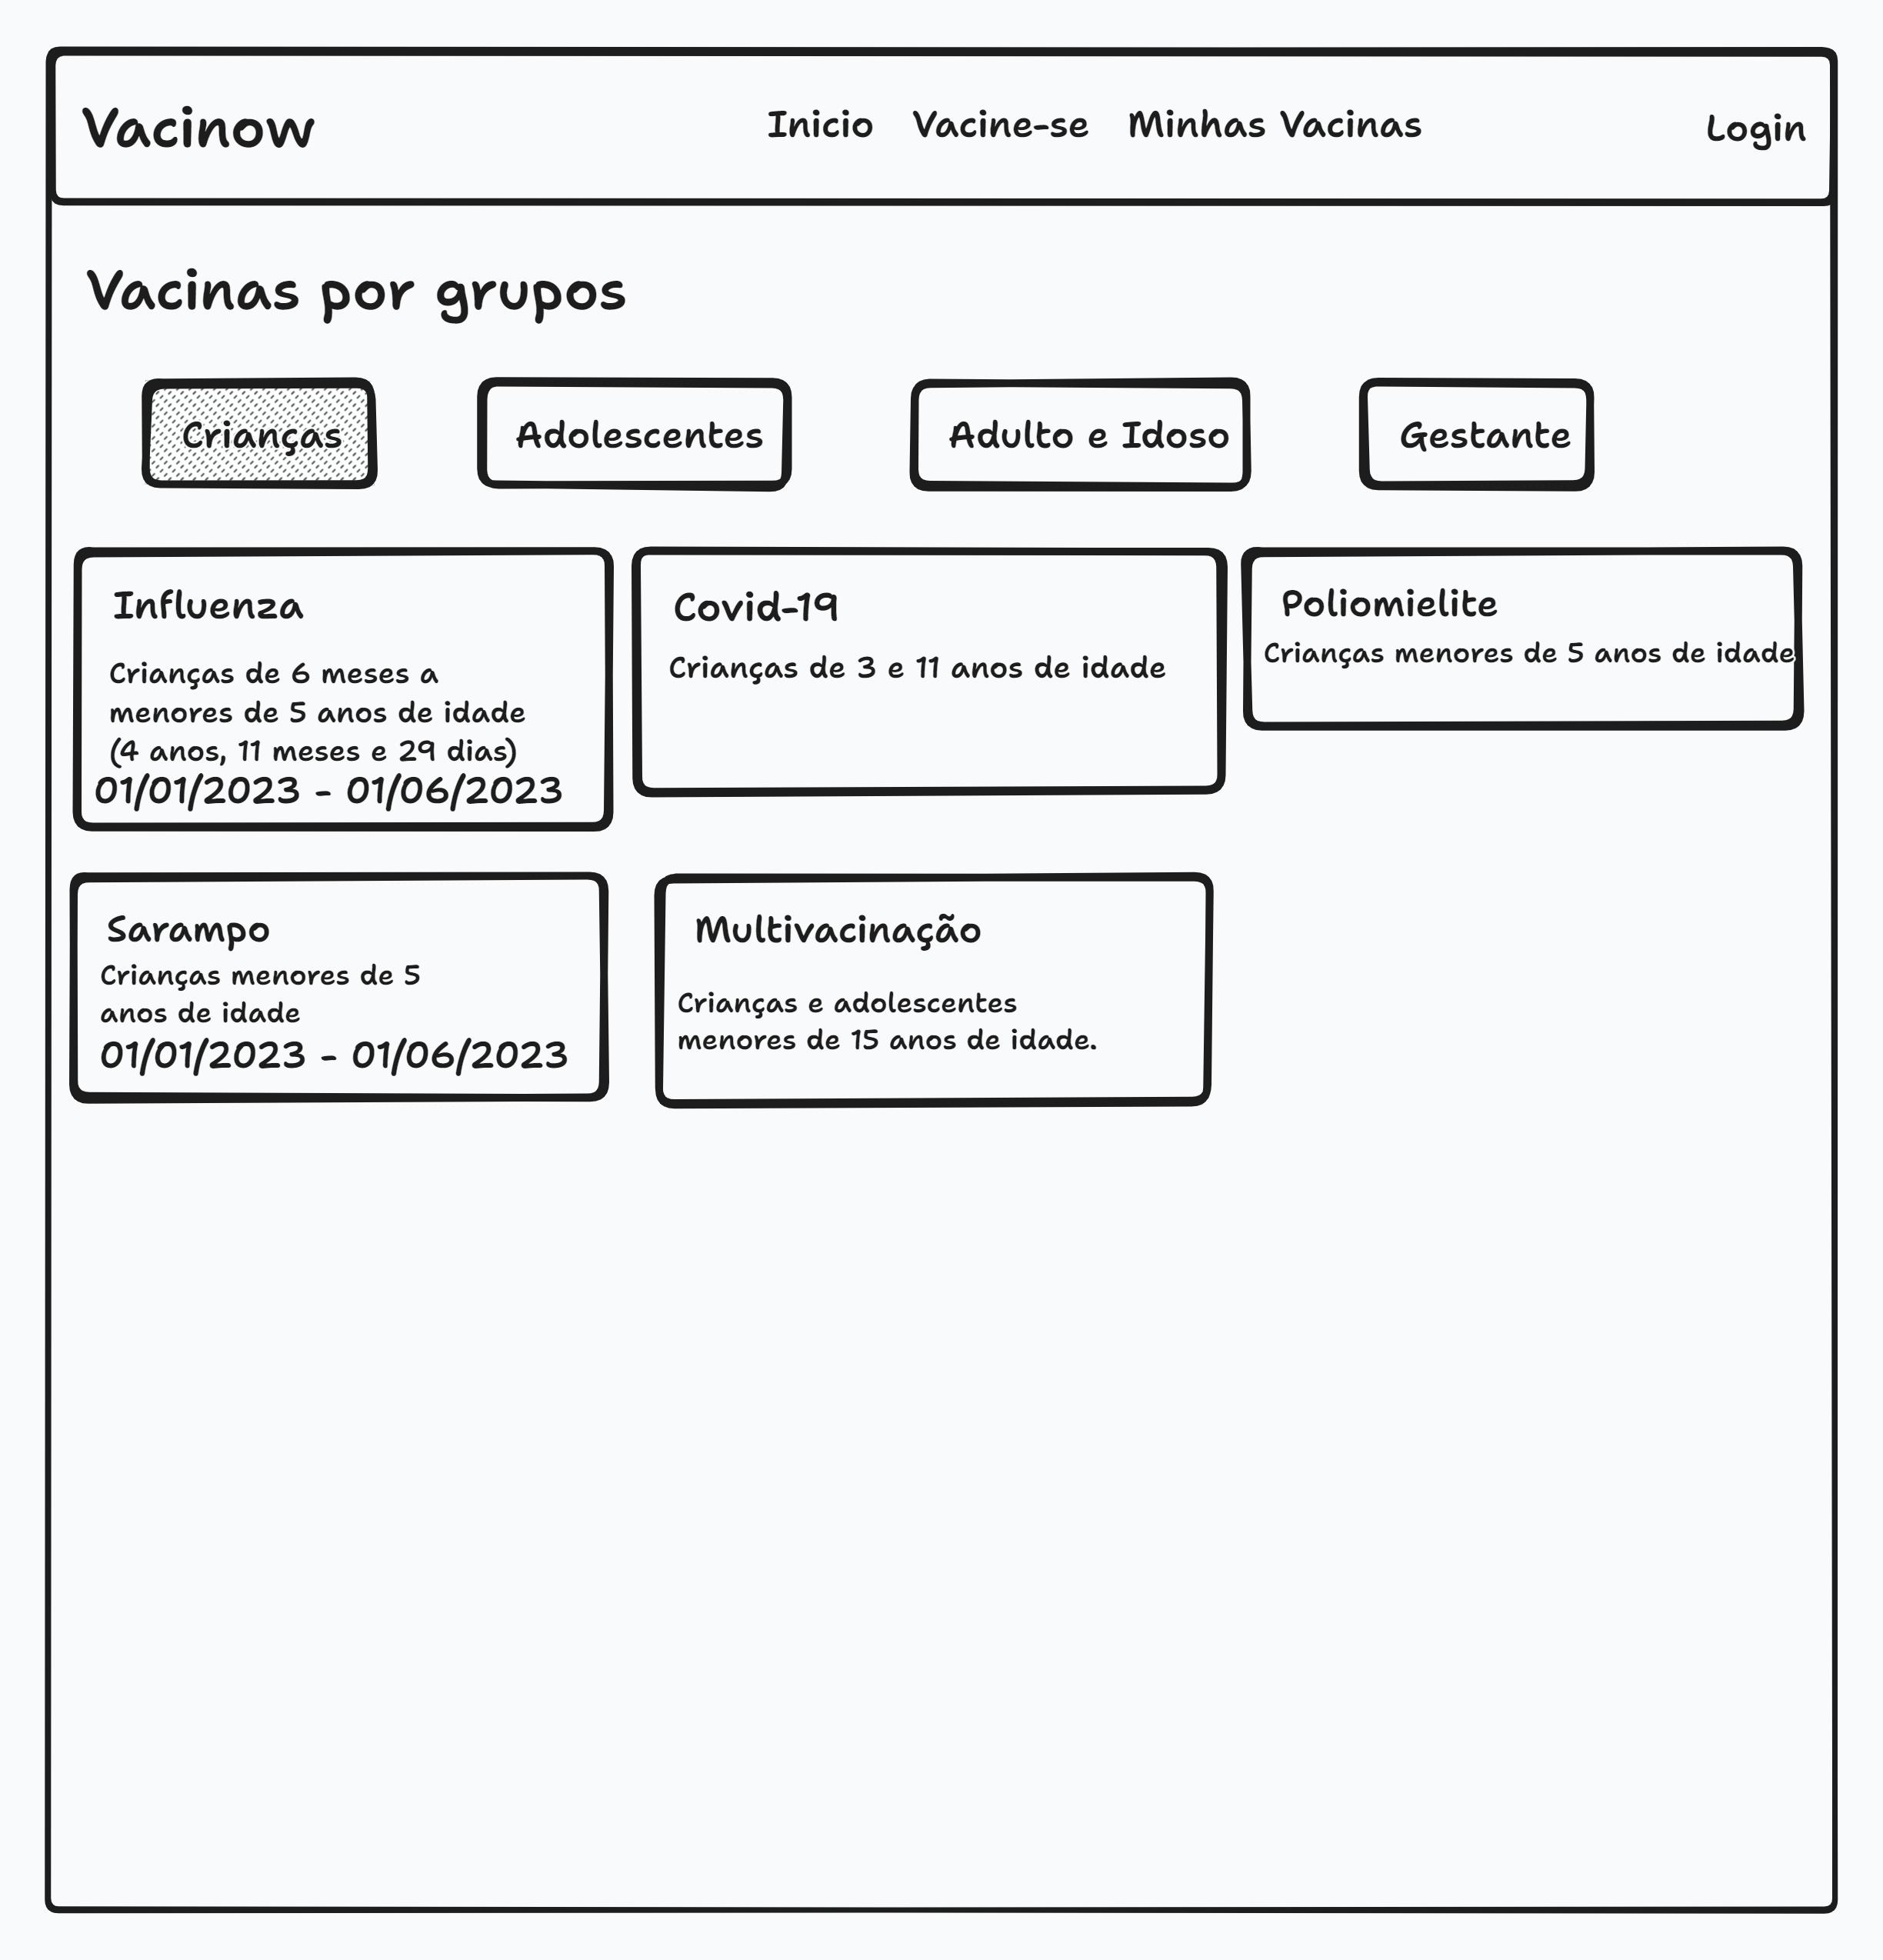 Vacinow
Inicio Vacine-se Minhas Vacinas
Login
Vacinas por grupos
Crianças
Adolescentes
Adulto e Idoso
Gestante
Influenza
Crianças de 6 meses a
menores de 5 anos de idade
(4 anos, 11 meses e 29 dias)
01/01/2023 - 01/06/2023
Covid-19
Crianças de 3 e 11 anos de idade
Poliomielite
Crianças menores de 5 anos de idade
Sarampo
Crianças menores de 5
anos de idade
01/01/2023 - 01/06/2023
Multivacinação
Crianças e adolescentes
menores de 15 anos de idade.